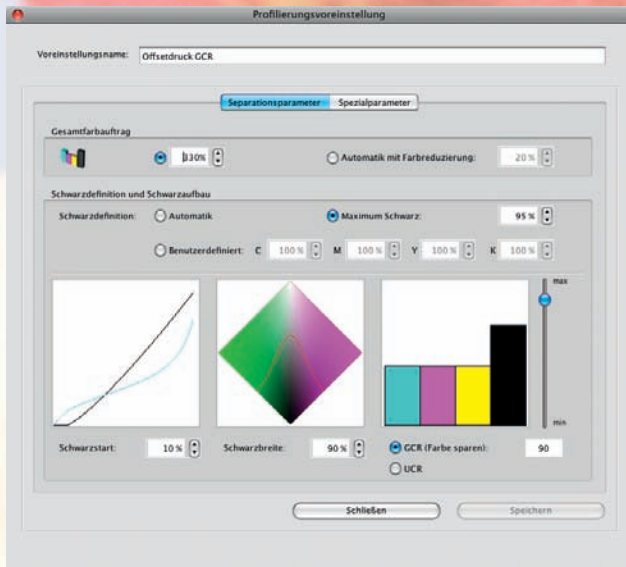 Profilierungsvoreinstellung
Voreinstellungsname: Offsetdruck GCR
Separationsparameter Spezialparameter
Gesamtfarbauftrag
330% Automatik mit Farbreduzierung: 20 %
Schwarzdefinition und Schwarzaufbau
Schwarzdefinition: Automatik Maximum Schwarz: 95 %
Benutzerdefiniert: C 100 % M 100 % Y 100 % K 100 %
max
min
Schwarzstart: 10 % Schwarzbreite: 90 % GCR (Farbe sparen): 90
UCR
Schließen Speichern